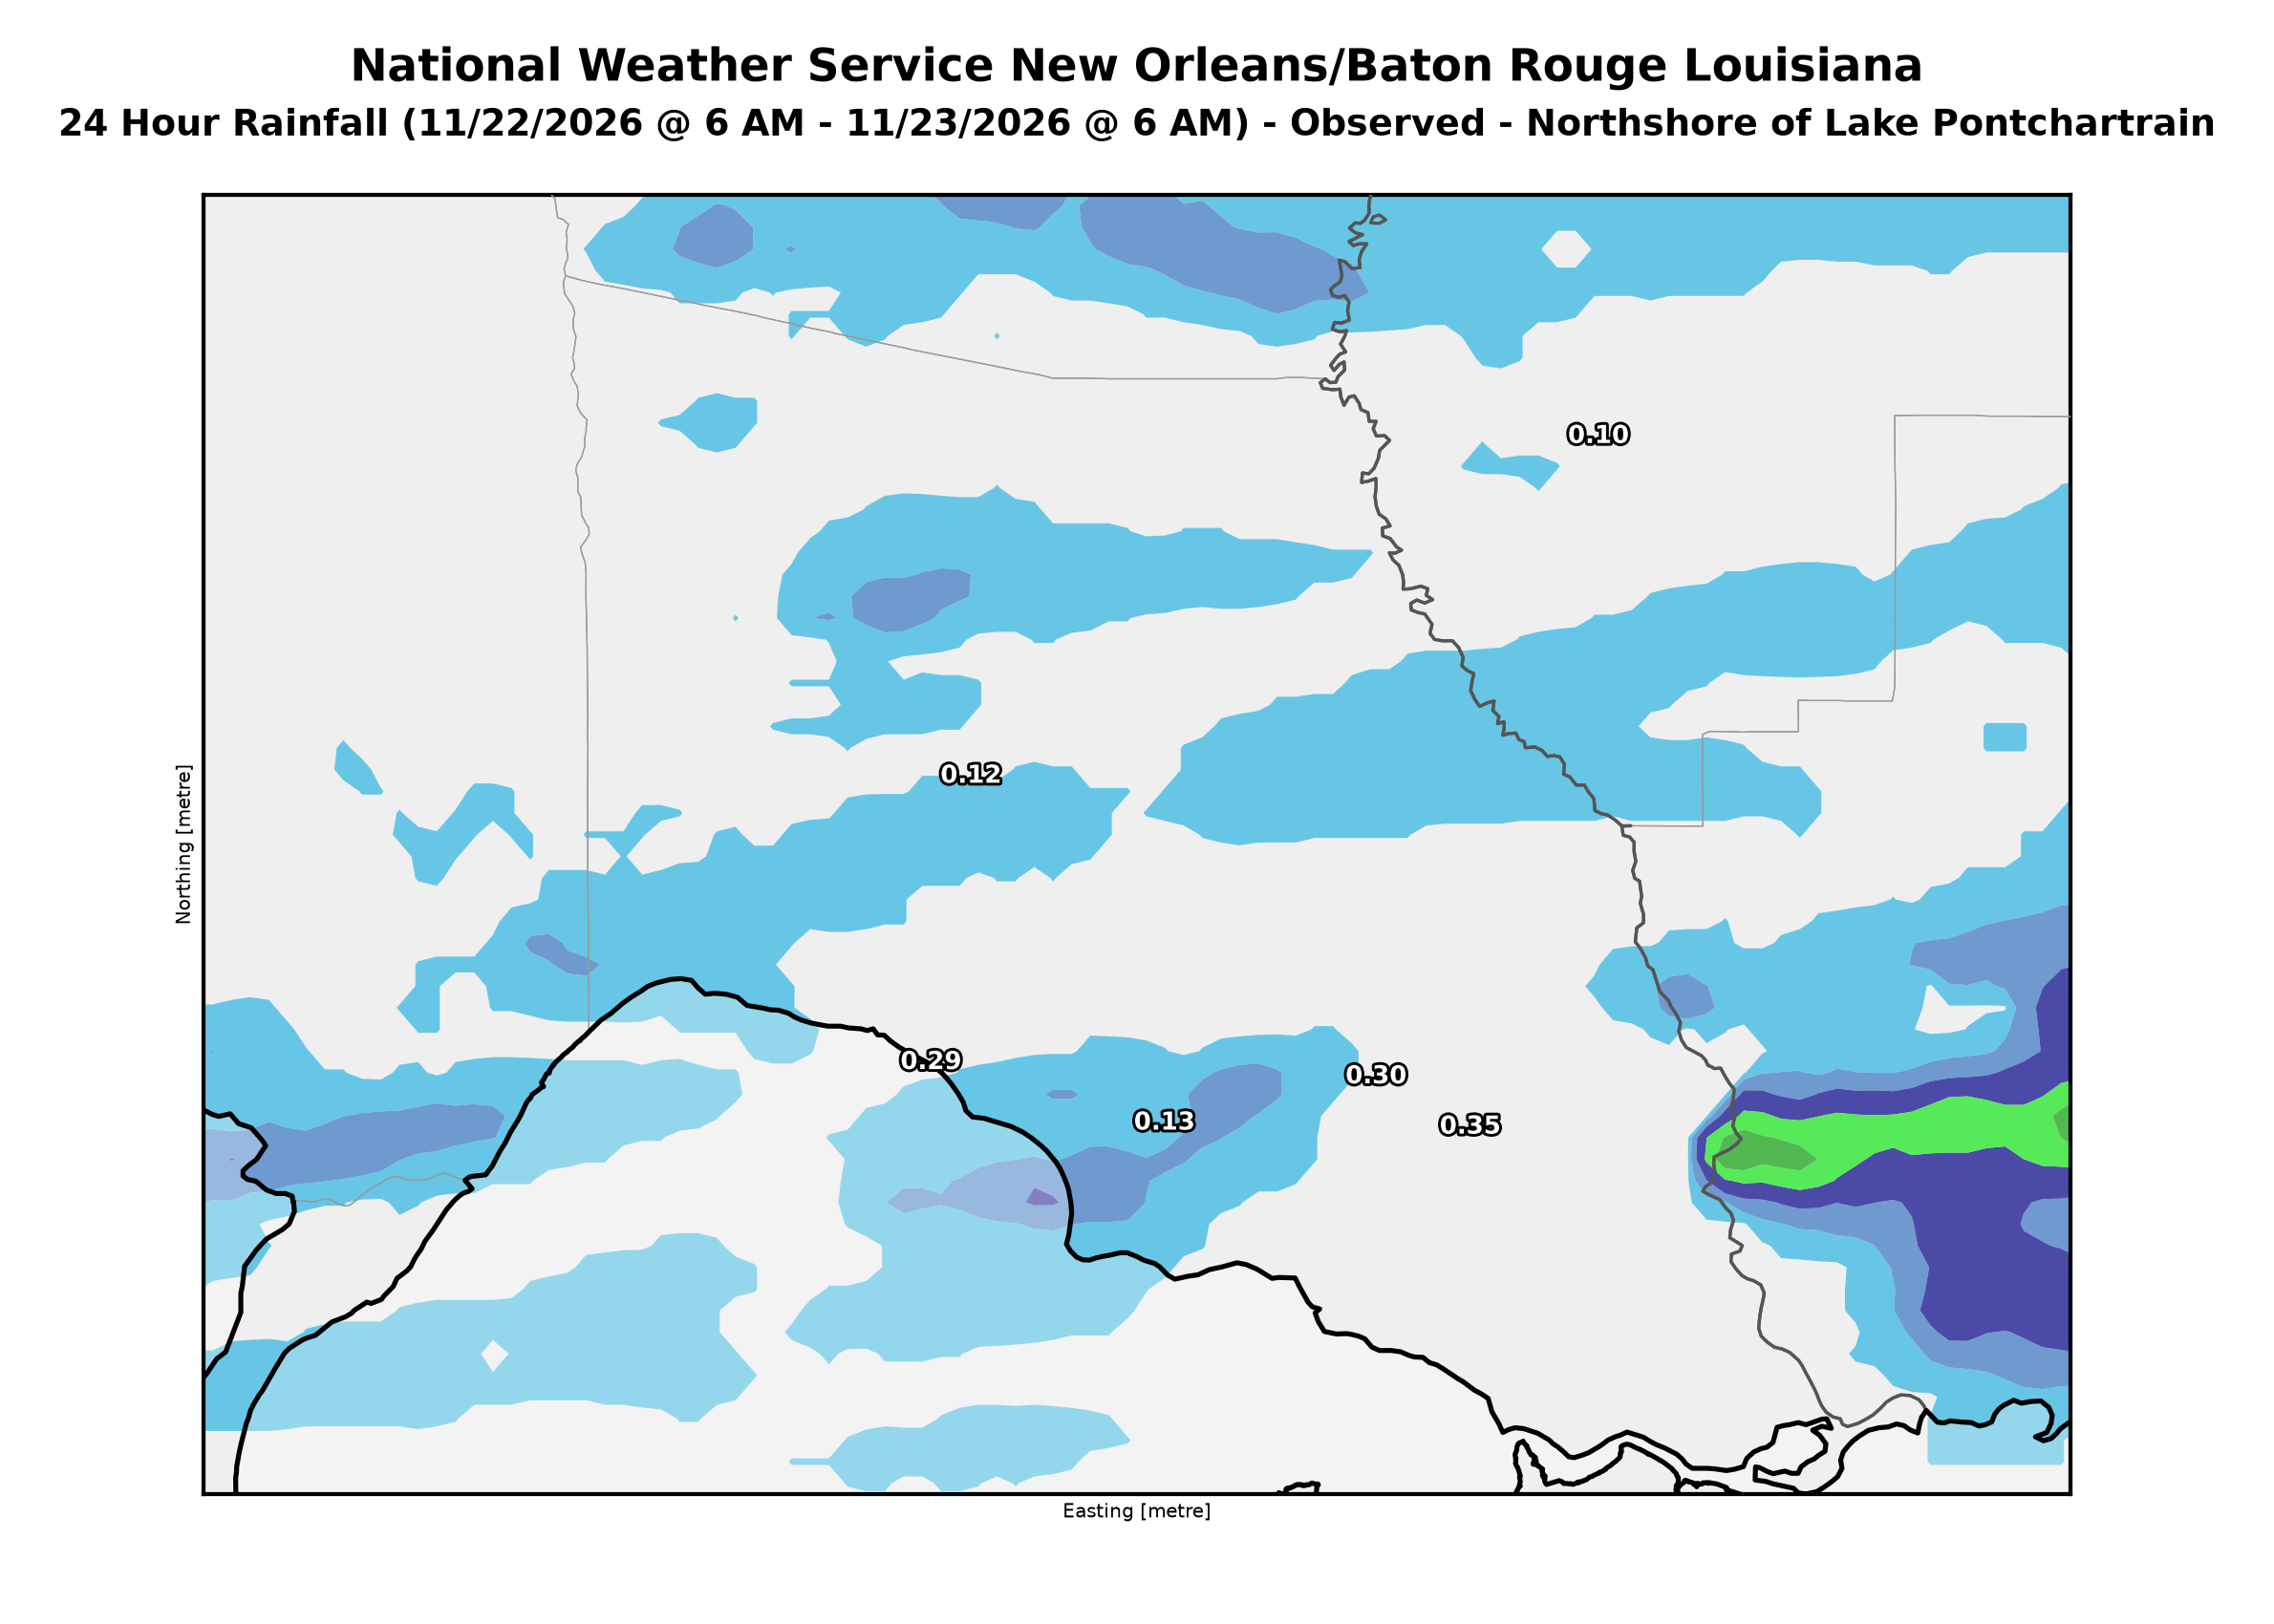 National Weather Service New Orleans/Baton Rouge Louisiana
24 Hour Rainfall (11/22/2026 @ 6 AM - 11/23/2026 @ 6 AM) - Observed - Northshore of Lake Pontchartrain
0.10
0.12
Northing [metre]
0.29
0.30
0.13
0.35
Easting [metre]